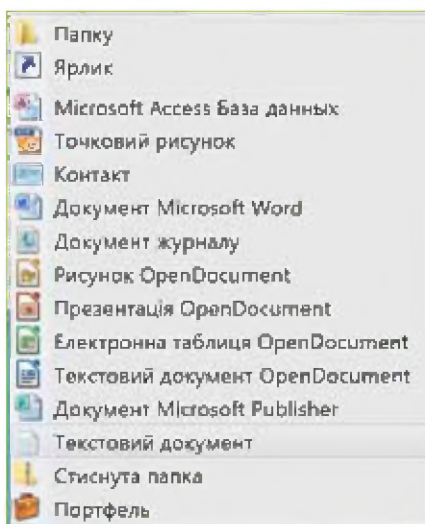 Папку
Ярлик
Microsoft Access База данных
Точковий рисунок
Контакт
Документ Microsoft Word
Документ журналу
Рисунок OpenDocument
Презентація OpenDocument
Електронна таблиця OpenDocument
Текстовий документ OpenDocument
Документ Microsoft Publisher
Текстовий документ
Стиснута папка
Портфель